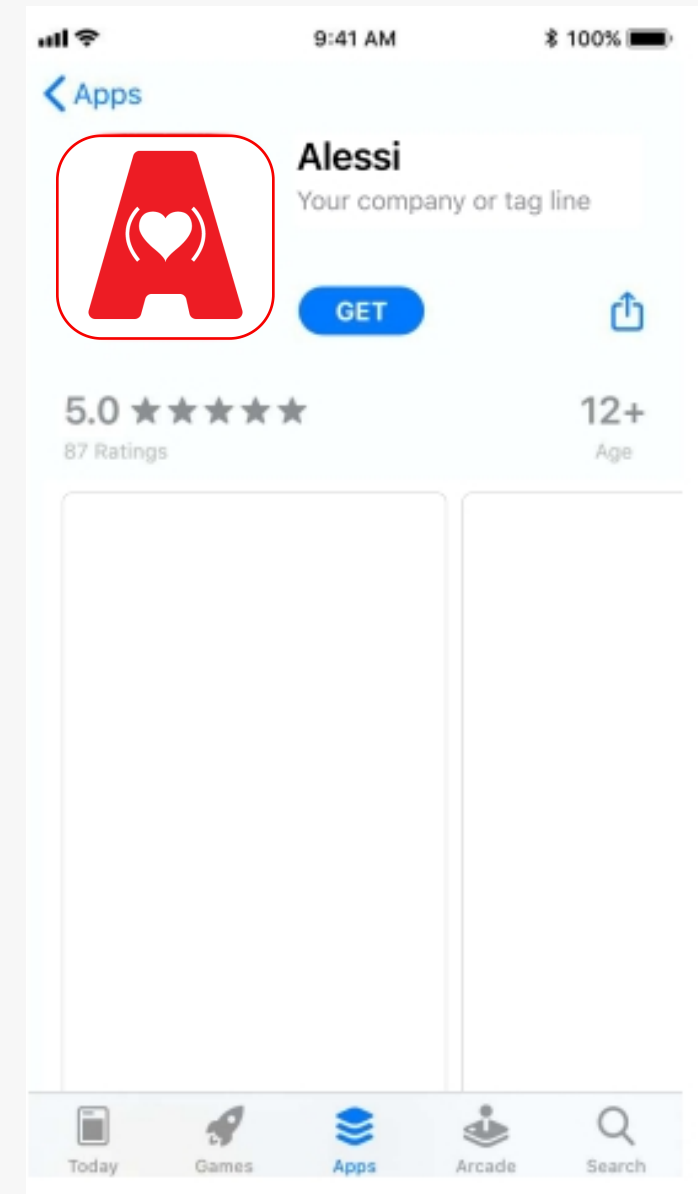 9:41 AM
100%
Apps
Alessi
Your company or tag line
GET
5.0
12+
87 Ratings
Age
Today
Games
Apps
Arcade
Search